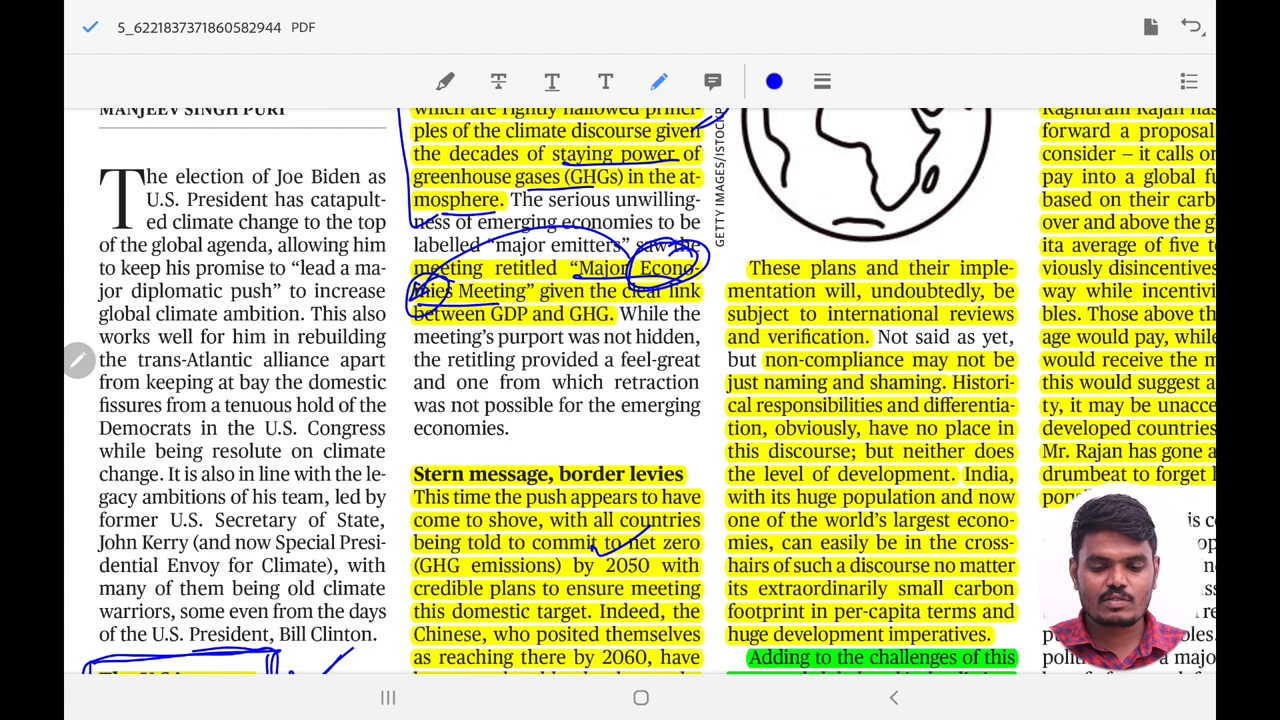 5_6221837371860582944 PDF
MANJEEV SINGH PURI
The election of Joe Biden as
U.S. President has catapult-
ed climate change to the top
of the global agenda, allowing him
to keep his promise to “lead a ma-
jor diplomatic push” to increase
global climate ambition. This also
works well for him in rebuilding
the trans-Atlantic alliance apart
from keeping at bay the domestic
fissures from a tenuous hold of the
Democrats in the U.S. Congress
while being resolute on climate
change. It is also in line with the le-
gacy ambitions of his team, led by
former U.S. Secretary of State,
John Kerry (and now Special Presi-
dential Envoy for Climate), with
many of them being old climate
warriors, some even from the days
of the U.S. President, Bill Clinton.
which are rightly hallowed princi-
ples of the climate discourse given
the decades of staying power of
greenhouse gases (GHGs) in the at-
mosphere. The serious unwilling-
ness of emerging economies to be
labelled “major emitters” saw the
meeting retitled “Major Econo-
mies Meeting” given the clear link
between GDP and GHG. While the
meeting’s purport was not hidden,
the retitling provided a feel-great
and one from which retraction
was not possible for the emerging
economies.
Stern message, border levies
This time the push appears to have
come to shove, with all countries
being told to commit to net zero
(GHG emissions) by 2050 with
credible plans to ensure meeting
this domestic target. Indeed, the
Chinese, who posited themselves
as reaching there by 2060, have
GETTY IMAGES/ISTOCKP
These plans and their imple-
mentation will, undoubtedly, be
subject to international reviews
and verification. Not said as yet,
but non-compliance may not be
just naming and shaming. Histori-
cal responsibilities and differentia-
tion, obviously, have no place in
this discourse; but neither does
the level of development. India,
with its huge population and now
one of the world’s largest econo-
mies, can easily be in the cross-
hairs of such a discourse no matter
its extraordinarily small carbon
footprint in per-capita terms and
huge development imperatives.
Adding to the challenges of this
Raghuram Rajan has
forward a proposal
consider – it calls on
pay into a global fu
based on their carb
over and above the gl
ita average of five to
viously disincentives
way while incentivi
bles. Those above th
age would pay, while
would receive the m
this would suggest a
ty, it may be unacce
developed countries
Mr. Rajan has gone a
drumbeat to forget h
pon
politi a major